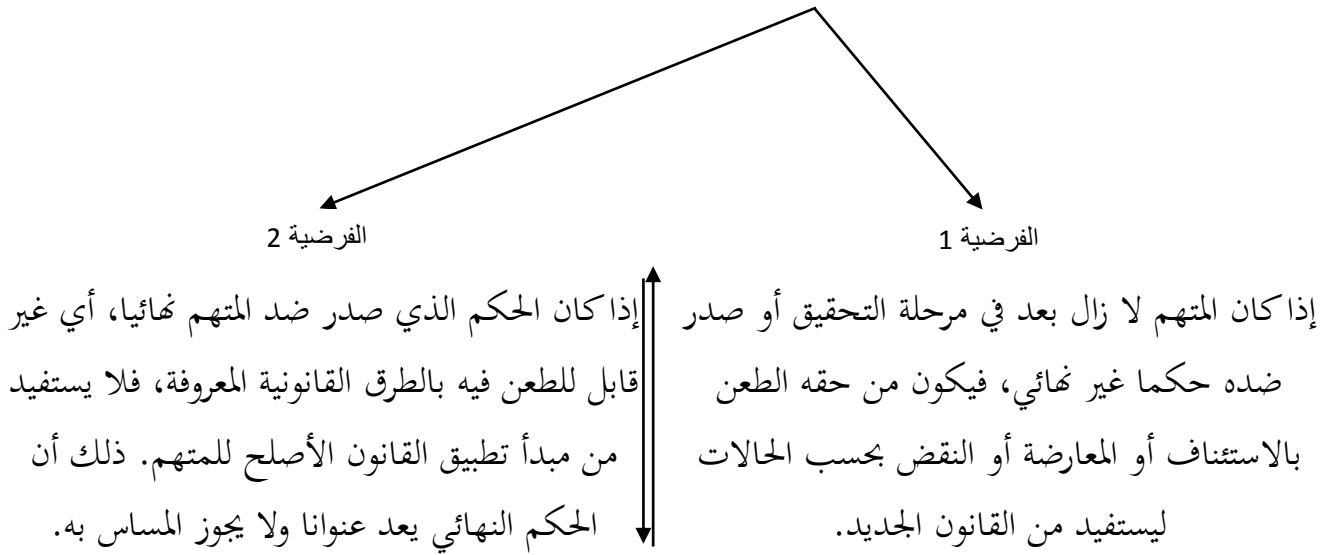 الفرضية 1
إذا كان المتهم لا زال بعد في مرحلة التحقيق أو صدر
ضده حكما غير نهائي، فيكون من حقه الطعن
بالاستئناف أو المعارضة أو النقض بحسب الحالات
ليستفيد من القانون الجديد.
الفرضية 2
إذا كان الحكم الذي صدر ضد المتهم نهائيا، أي غير
قابل للطعن فيه بالطرق القانونية المعروفة، فلا يستفيد
من مبدأ تطبيق القانون الأصلح للمتهم. ذلك أن
الحكم النهائي يعد عنوانا ولا يجوز المساس به.